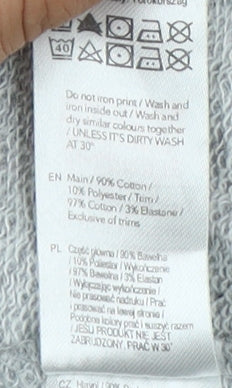 40
Do not iron print / Wash and
iron inside out / Wash and
dry similar colours together
/ UNLESS IT'S DIRTY WASH
AT 30°
EN Main / 90% Cotton /
10% Polyester / Trim /
97% Cotton / 3% Elastane /
Exclusive of trims
PL Część główna / 90% Bawełna
/ 10% Poliester / Wykończenie
/ 97% Bawełna / 3% Elastan
/ Wyłączając wykończenie /
Nie prasować nadruku / Prać
i prasować na lewej stronie /
Podobne kolory prać i suszyć razem
/ JEŚLI PRODUKT NIE JEST
ZABRUDZONY, PRAĆ W 30°
CZ Hlavní / 90%